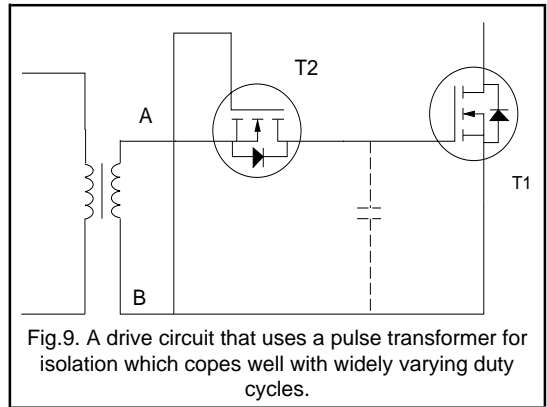 T2
A
T1
B
Fig.9. A drive circuit that uses a pulse transformer for
isolation which copes well with widely varying duty
cycles.